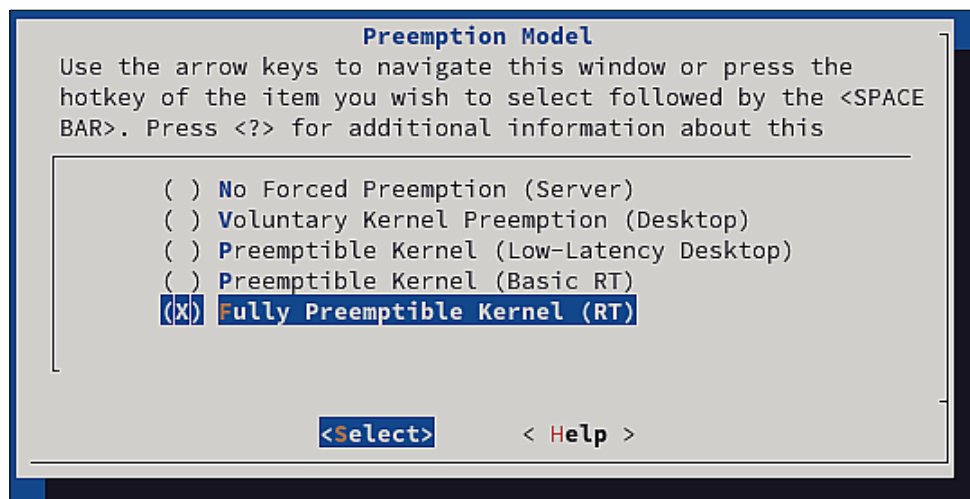 Preemption Model
Use the arrow keys to navigate this window or press the
hotkey of the item you wish to select followed by the <SPACE
BAR>. Press <?> for additional information about this
( ) No Forced Preemption (Server)
( ) Voluntary Kernel Preemption (Desktop)
( ) Preemptible Kernel (Low-Latency Desktop)
( ) Preemptible Kernel (Basic RT)
(X) Fully Preemptible Kernel (RT)
<Select> < Help >